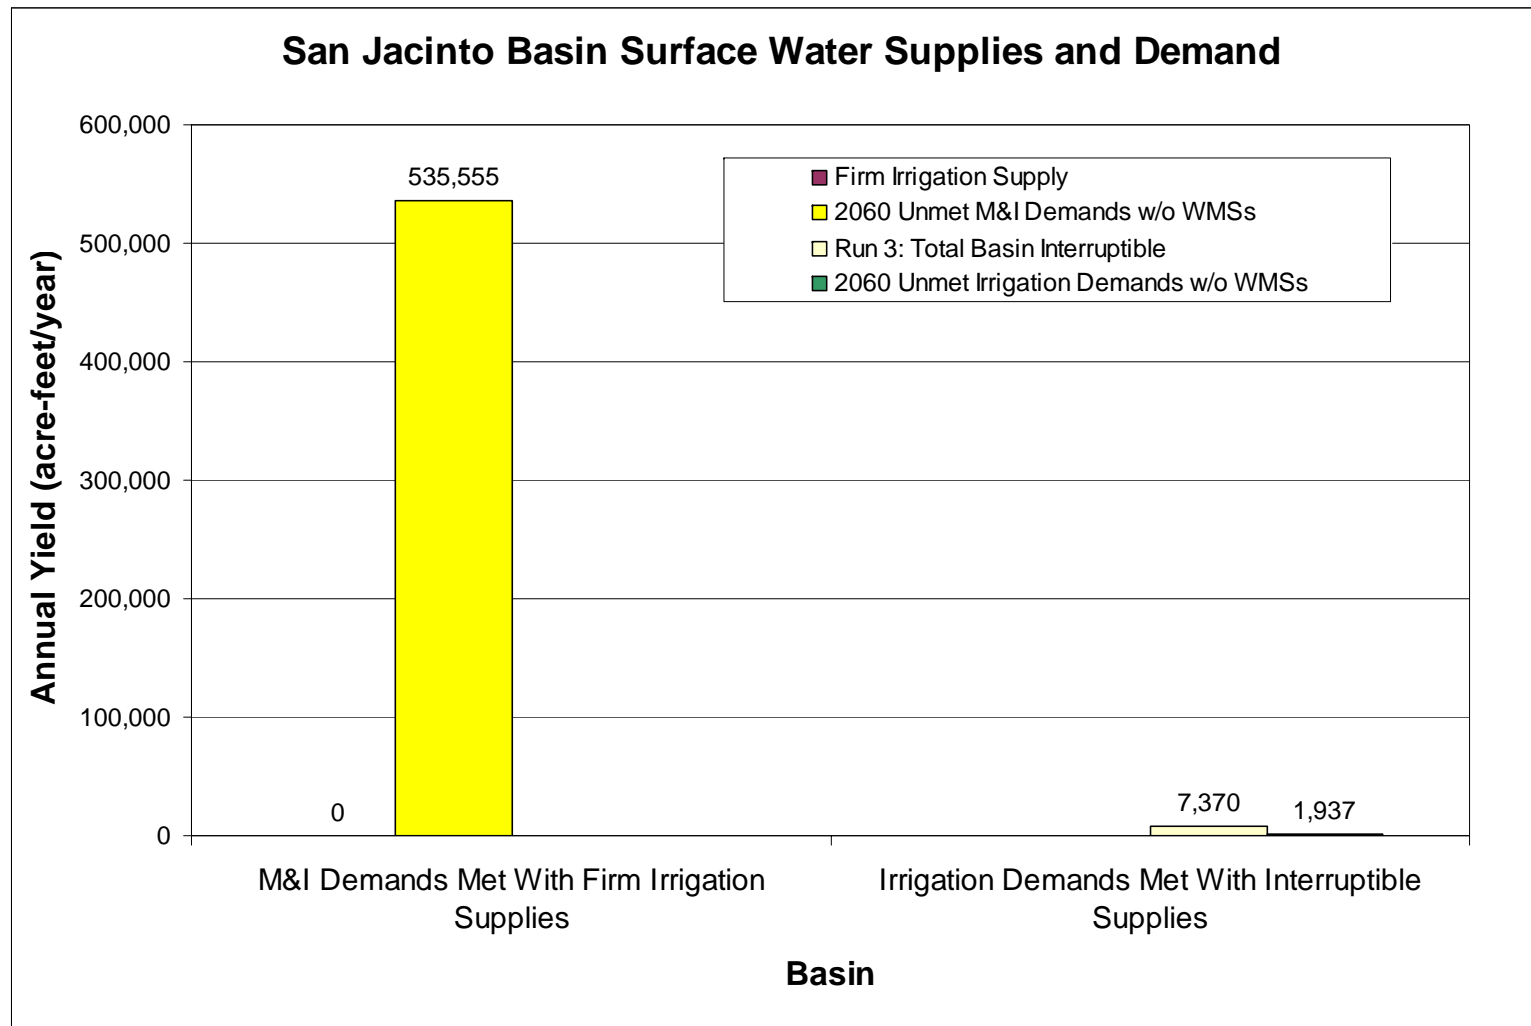 San Jacinto Basin Surface Water Supplies and Demand
600,000
500,000
400,000
300,000
200,000
100,000
0
Annual Yield (acre-feet/year)
535,555
0
7,370
1,937
Firm Irrigation Supply
2060 Unmet M&I Demands w/o WMSs
Run 3: Total Basin Interruptible
2060 Unmet Irrigation Demands w/o WMSs
M&I Demands Met With Firm Irrigation
Supplies
Irrigation Demands Met With Interruptible
Supplies
Basin